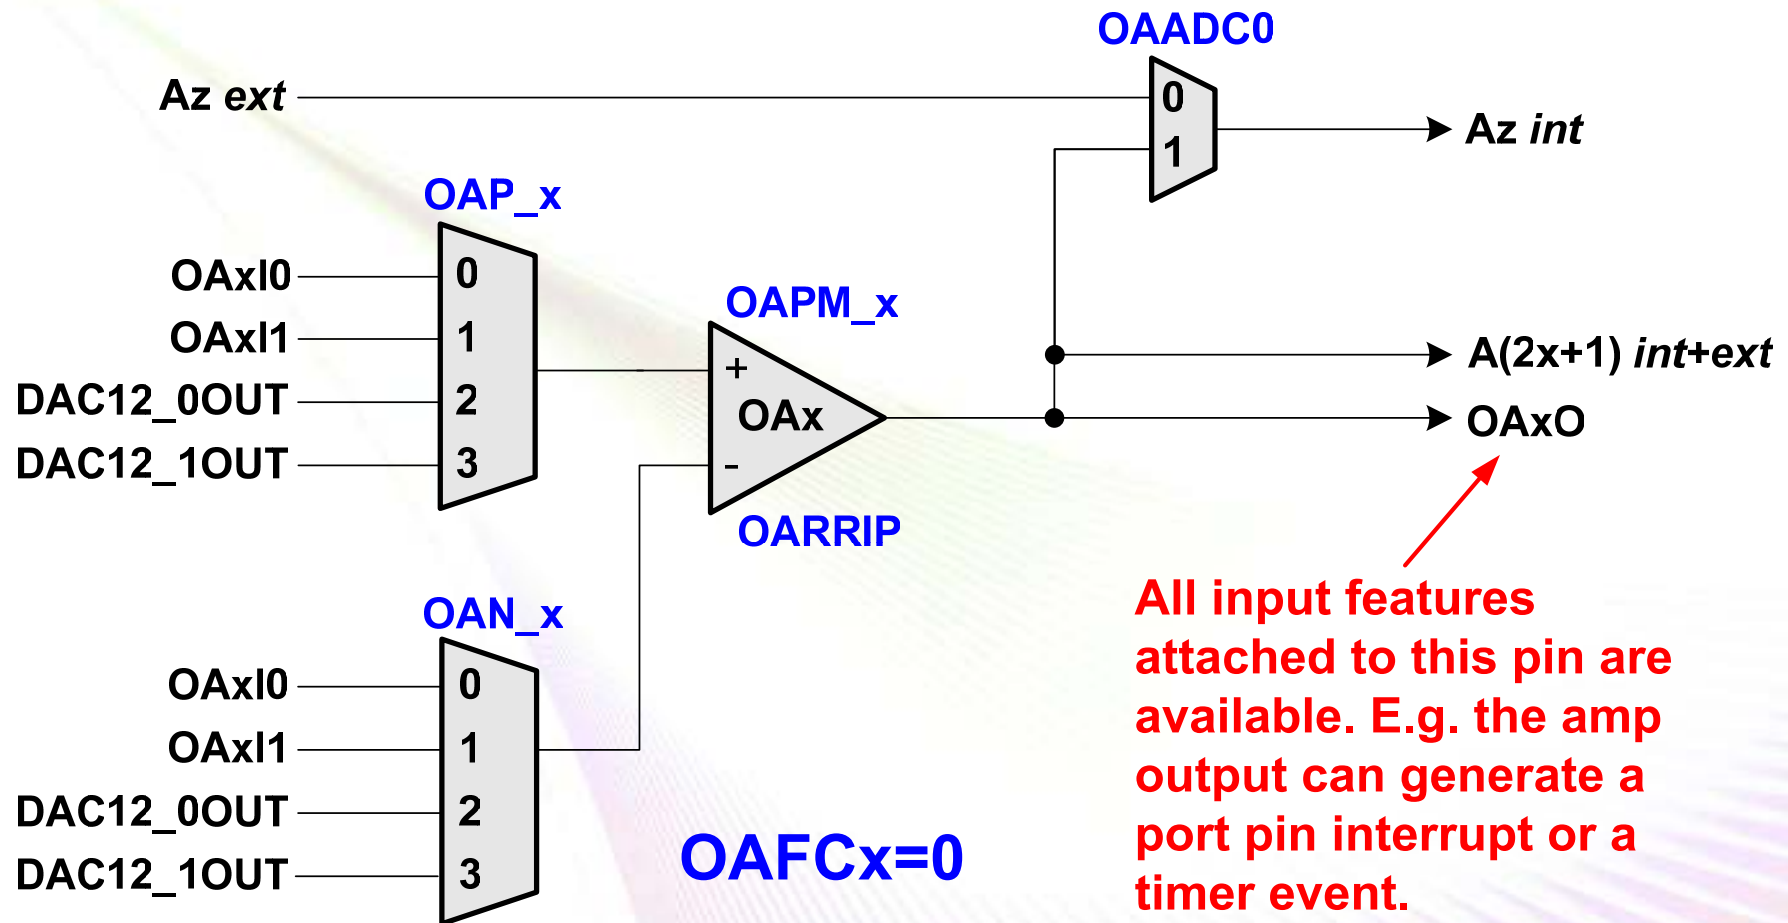 OAADC0
Az ext
0
Az int
1
OAP_x
OAxI0
0
OAPM_x
OAxI1
1
A(2x+1) int+ext
+
DAC12_0OUT
2
OAx
OAxO
DAC12_1OUT
3
-
OARRIP
All input features
attached to this pin are
available. E.g. the amp
output can generate a
port pin interrupt or a
timer event.
OAN_x
OAxI0
0
OAxI1
1
DAC12_0OUT
2
DAC12_1OUT
3
OAFCx=0